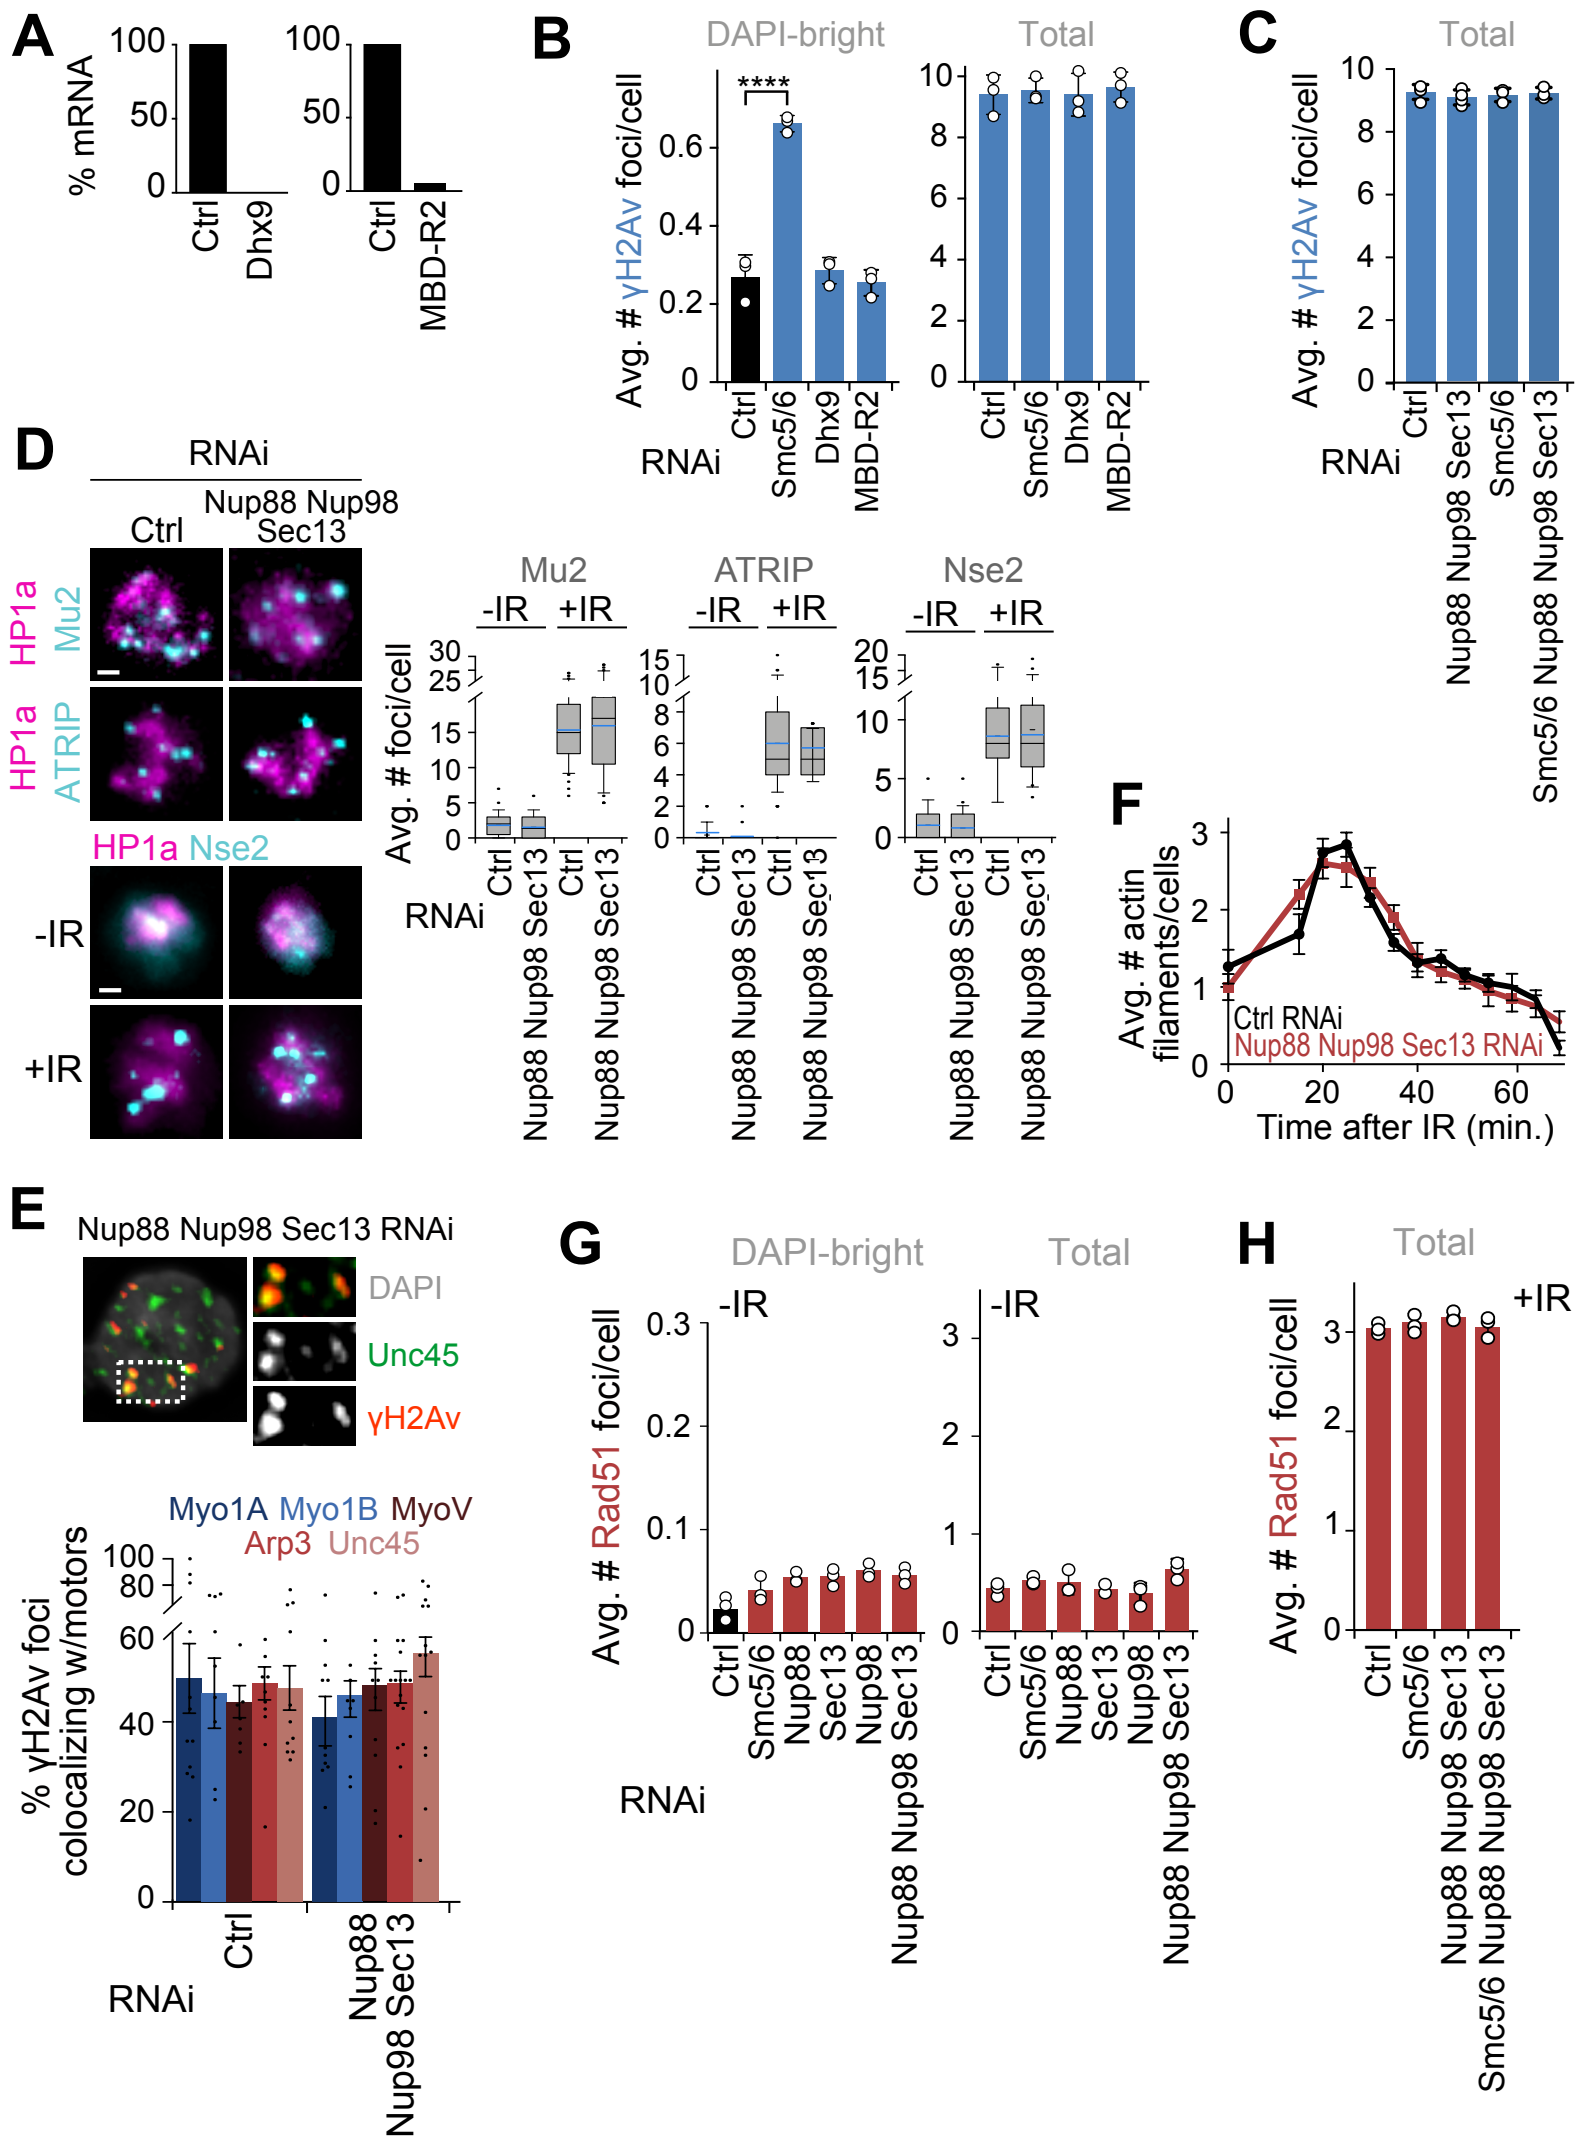 A
% mRNA
100
50
0
Ctrl
Dhx9
100
50
0
Ctrl
MBD-R2
B
DAPI-bright
Avg. # γH2Av foci/cell
0.6
0.4
0.2
0
****
Ctrl
Smc5/6
Dhx9
MBD-R2
RNAi
Total
10
8
6
4
2
0
Ctrl
Smc5/6
Dhx9
MBD-R2
C
Total
Avg. # γH2Av foci/cell
10
8
6
4
2
0
RNAi
Ctrl
Nup88 Nup98 Sec13
Smc5/6
Smc5/6 Nup88 Nup98 Sec13
D
RNAi
Ctrl
Nup88 Nup98
Sec13
HP1a
Mu2
HP1a
ATRIP
HP1a Nse2
-IR
+IR
Avg. # foci/cell
Mu2
-IR
+IR
30
25
15
10
5
0
Ctrl
Nup88 Nup98 Sec13
Ctrl
Nup88 Nup98 Sec13
RNAi
ATRIP
-IR
+IR
15
10
8
6
4
2
0
Ctrl
Nup88 Nup98 Sec13
Ctrl
Nup88 Nup98 Sec13
Nse2
-IR
+IR
20
15
10
5
0
Ctrl
Nup88 Nup98 Sec13
Ctrl
Nup88 Nup98 Sec13
F
Avg. # actin
filaments/cells
3
2
1
0
Ctrl RNAi
Nup88 Nup98 Sec13 RNAi
0
20
40
60
Time after IR (min.)
E
Nup88 Nup98 Sec13 RNAi
DAPI
Unc45
γH2Av
Myo1A Myo1B MyoV
Arp3 Unc45
% γH2Av foci
colocalizing w/motors
100
80
60
40
20
0
Ctrl
Nup88
Nup98 Sec13
RNAi
G
DAPI-bright
-IR
Avg. # Rad51 foci/cell
0.3
0.2
0.1
0
Ctrl
Smc5/6
Nup88
Sec13
Nup98
Nup88 Nup98 Sec13
RNAi
Total
-IR
3
2
1
0
Ctrl
Smc5/6
Nup88
Sec13
Nup98
Nup88 Nup98 Sec13
H
Total
+IR
Avg. # Rad51 foci/cell
3
2
1
0
Ctrl
Smc5/6
Nup88 Nup98 Sec13
Smc5/6 Nup88 Nup98 Sec13